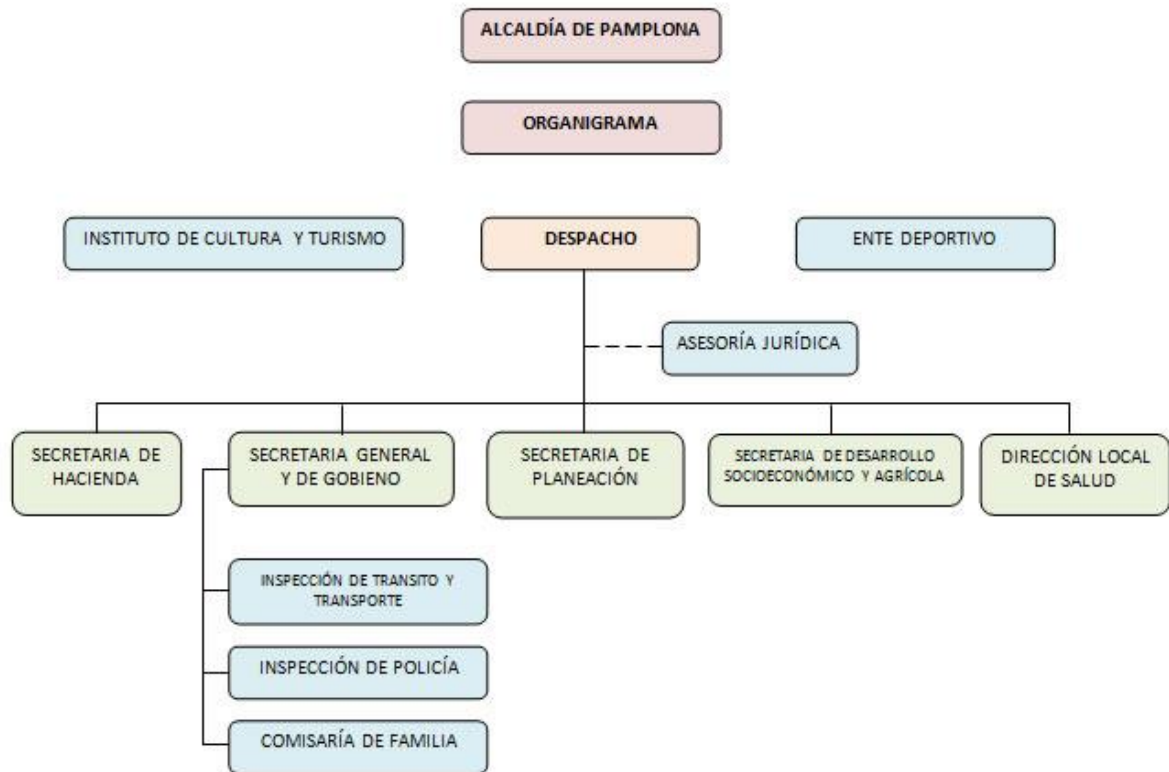 ALCALDÍA DE PAMPLONA
ORGANIGRAMA
INSTITUTO DE CULTURA Y TURISMO
DESPACHO
ENTE DEPORTIVO
ASESORÍA JURÍDICA
SECRETARIA DE
HACIENDA
SECRETARIA GENERAL
Y DE GOBIENO
SECRETARIA DE
PLANEACIÓN
SECRETARIA DE DESARROLLO
SOCIOECONÓMICO Y AGRÍCOLA
DIRECCIÓN LOCAL
DE SALUD
INSPECCIÓN DE TRANSITO Y
TRANSPORTE
INSPECCIÓN DE POLICÍA
COMISARÍA DE FAMILIA